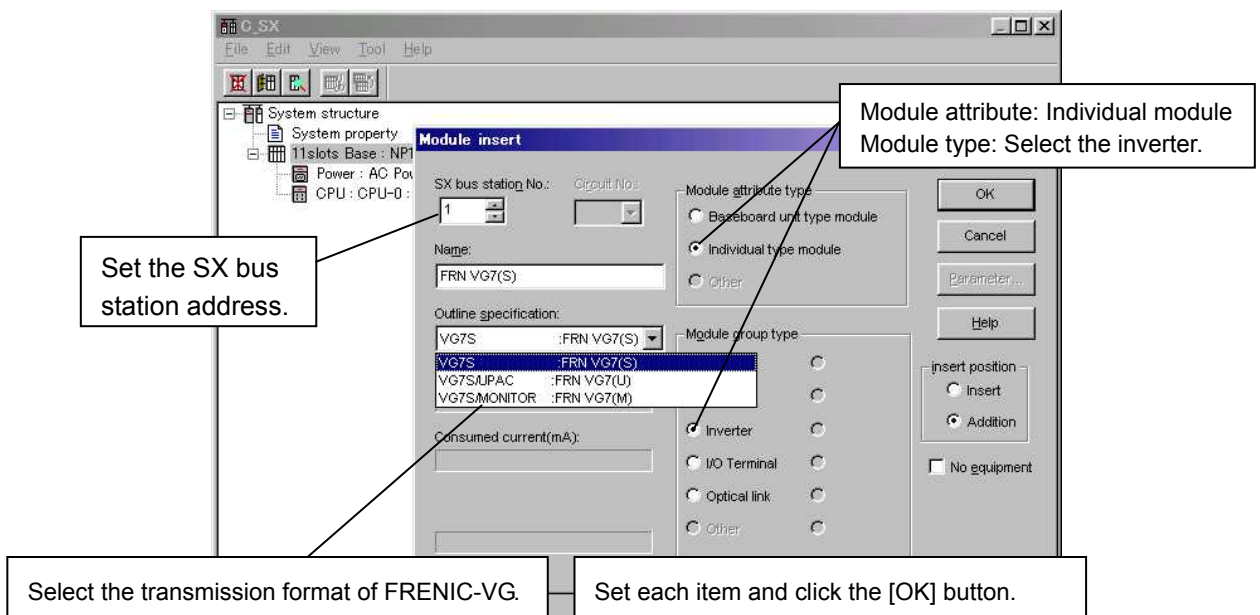 C_SX
File Edit View Tool Help
System structure
System property
11slots Base : NP1
Power : AC Pow
CPU : CPU-0 :
Module attribute: Individual module
Module type: Select the inverter.
Module insert
SX bus station No.:
Circuit No.:
1
Set the SX bus
station address.
Name:
FRN VG7(S)
Outline specification:
VG7S :FRN VG7(S)
VG7S :FRN VG7(S)
VG7S/UPAC :FRN VG7(U)
VG7S/MONITOR :FRN VG7(M)
Consumed current(mA):
Module attribute type
Baseboard unit type module
Individual type module
Other
Module group type
Inverter
I/O Terminal
Optical link
Other
OK
Cancel
Parameter...
Help
insert position
Insert
Addition
No equipment
Select the transmission format of FRENIC-VG.
Set each item and click the [OK] button.